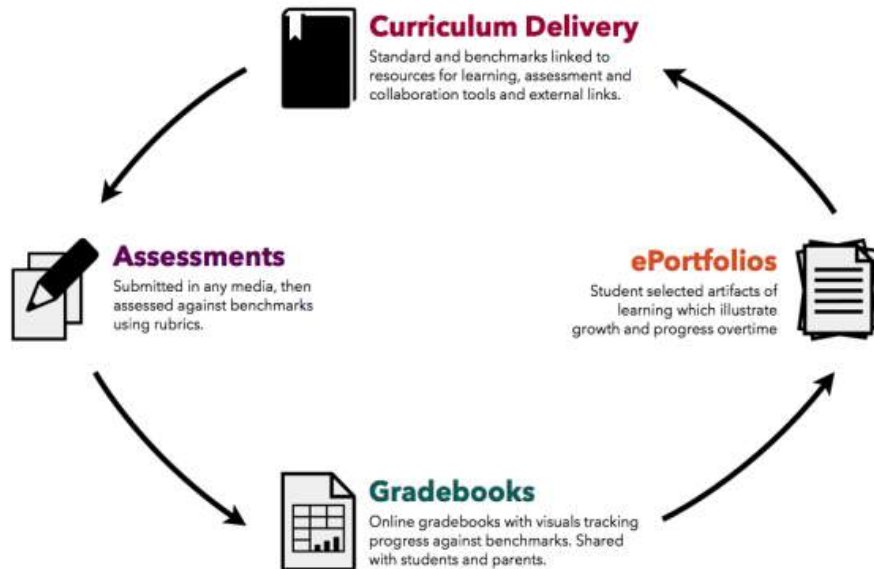 Curriculum Delivery
Standard and benchmarks linked to
resources for learning, assessment and
collaboration tools and external links.
Assessments
Submitted in any media, then
assessed against benchmarks
using rubrics.
ePortfolios
Student selected artifacts of
learning which illustrate
growth and progress overtime
Gradebooks
Online gradebooks with visuals tracking
progress against benchmarks. Shared
with students and parents.